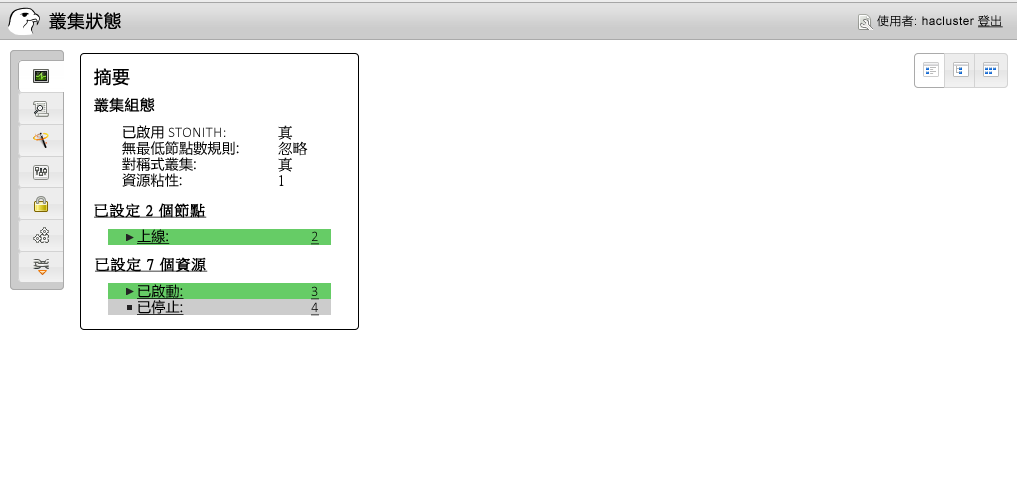 叢集狀態
使用者: hacluster 登出
摘要
叢集組態
已啟用 STONITH: 真
無最低節點數規則: 忽略
對稱式叢集: 真
資源粘性: 1
已設定 2 個節點
上線: 2
已設定 7 個資源
已啟動: 3
已停止: 4